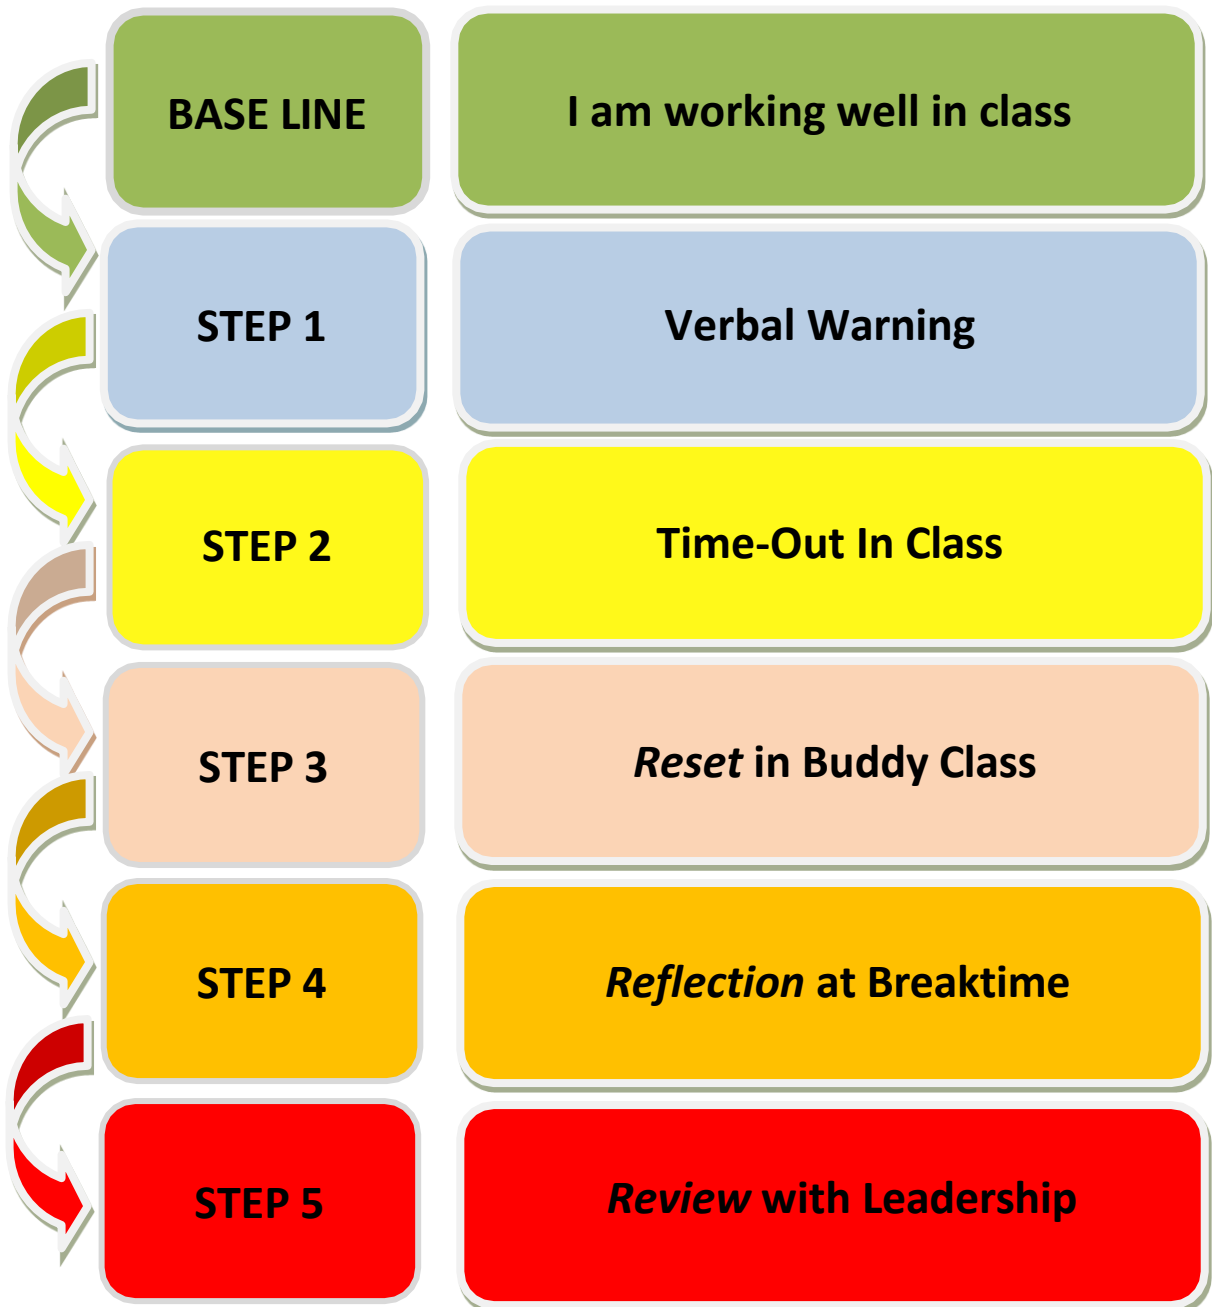 BASE LINE
I am working well in class
STEP 1
Verbal Warning
STEP 2
Time-Out In Class
STEP 3
Reset in Buddy Class
STEP 4
Reflection at Breaktime
STEP 5
Review with Leadership